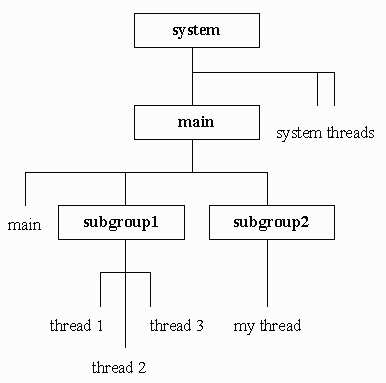 system
system threads
main
main
subgroup1
subgroup2
thread 1
thread 3
my thread
thread 2